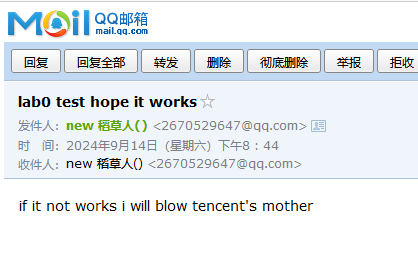 Mail QQ邮箱
mail.qq.com
回复 回复全部 转发 删除 彻底删除 举报 拒收
lab0 test hope it works☆
发件人：new 稻草人() <2670529647@qq.com>
时　间：2024年9月14日（星期六）下午8：44
收件人：new 稻草人() <2670529647@qq.com>
if it not works i will blow tencent's mother